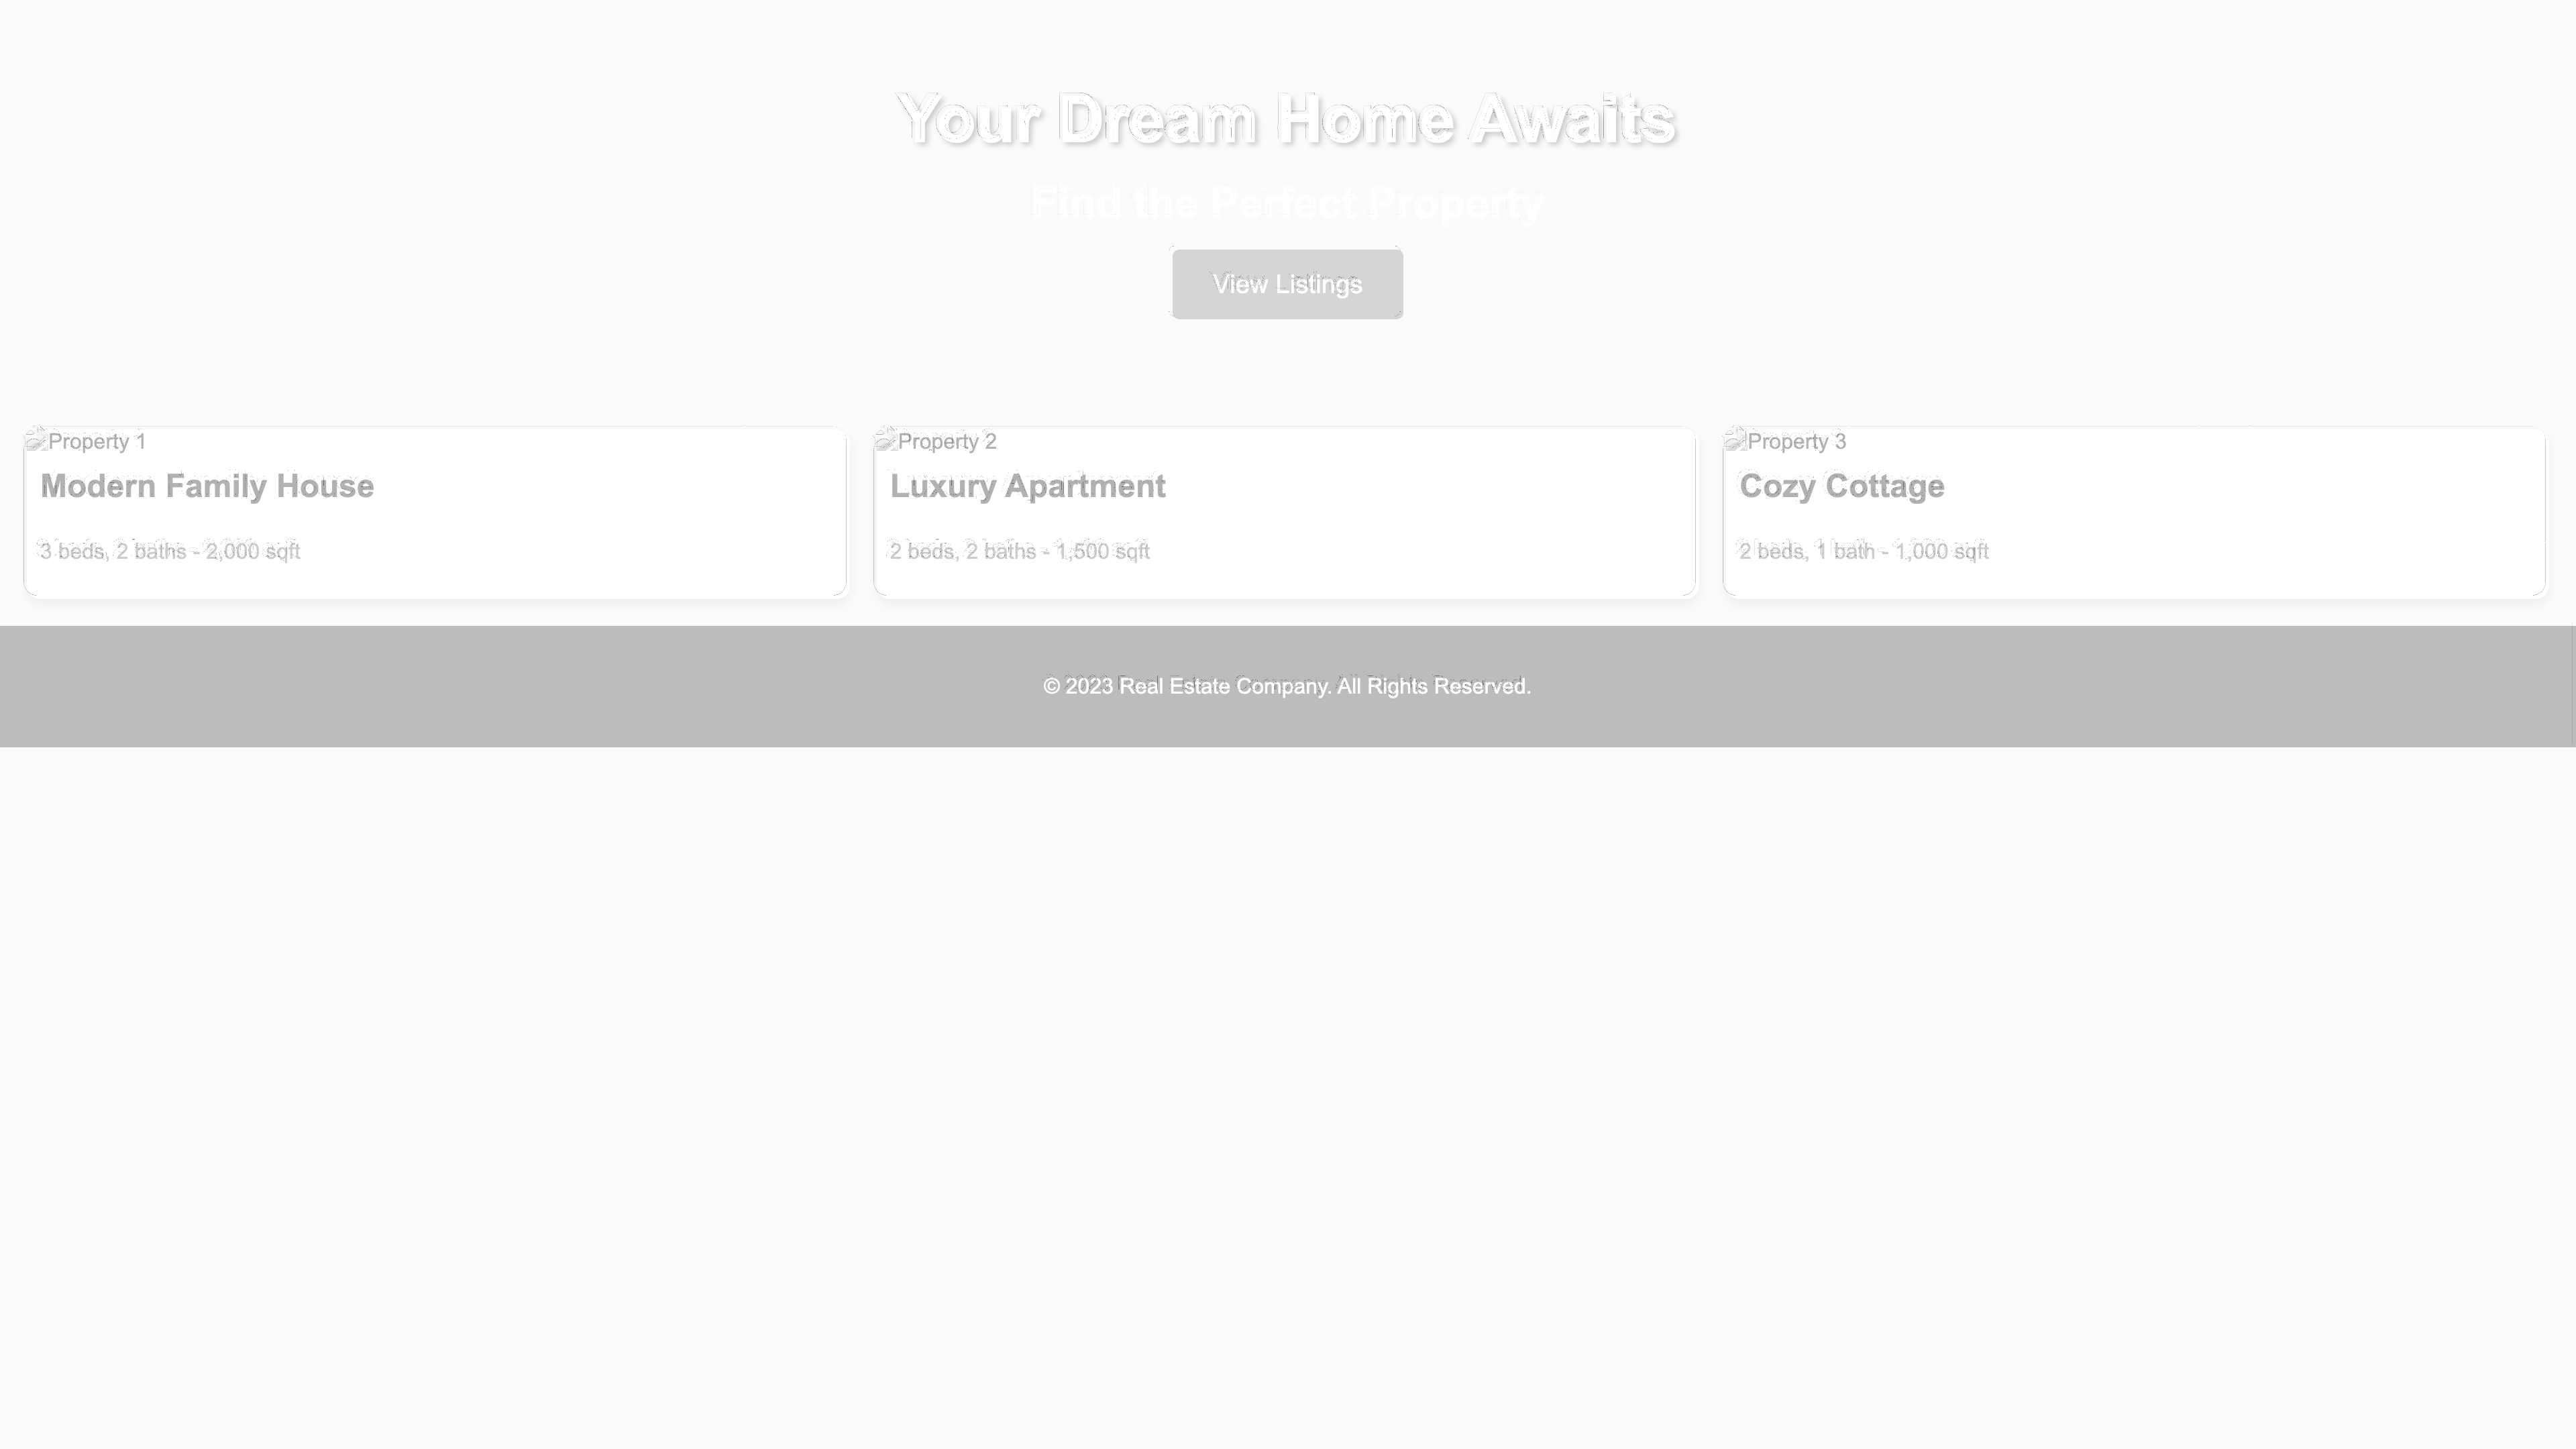 Your Dream Home Awaits
Find the Perfect Property
View Listings
Property 1
Modern Family House
3 beds, 2 baths - 2,000 sqft
Property 2
Luxury Apartment
2 beds, 2 baths - 1,500 sqft
Property 3
Cozy Cottage
2 beds, 1 bath - 1,000 sqft
© 2023 Real Estate Company. All Rights Reserved.